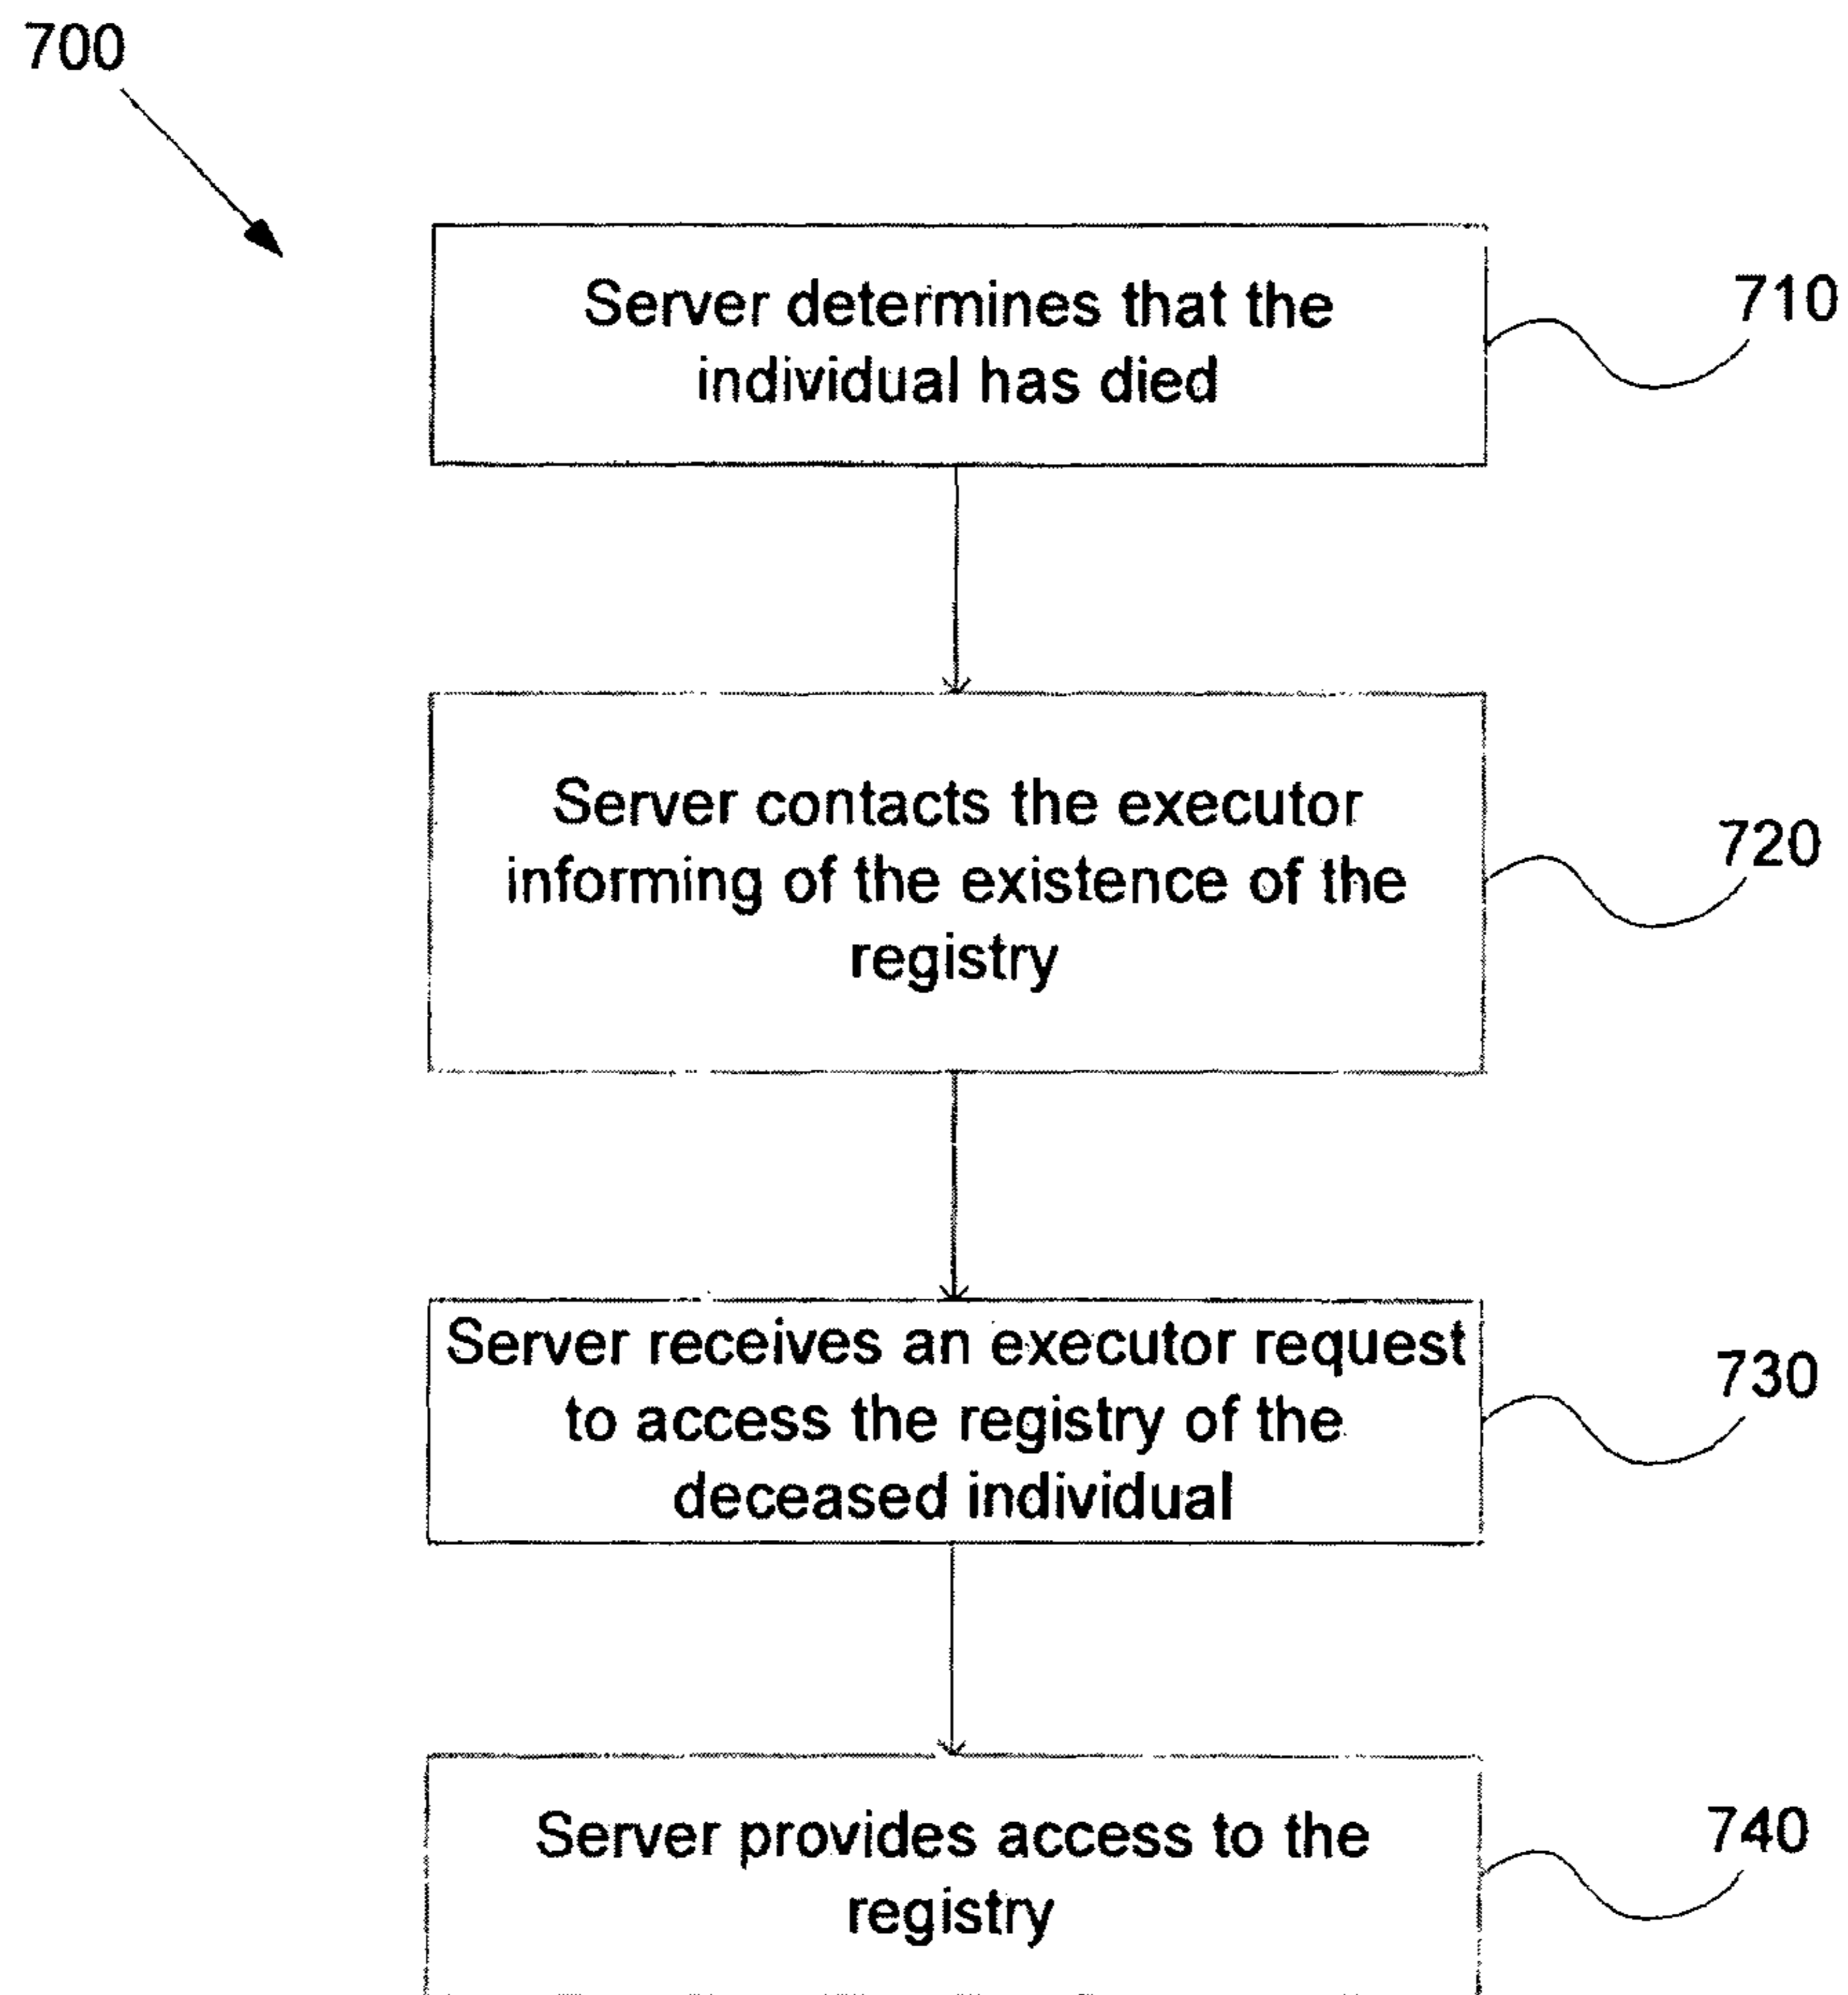 700
Server determines that the
individual has died
710
Server contacts the executor
informing of the existence of the
registry
720
Server receives an executor request
to access the registry of the
deceased individual
730
Server provides access to the
registry
740